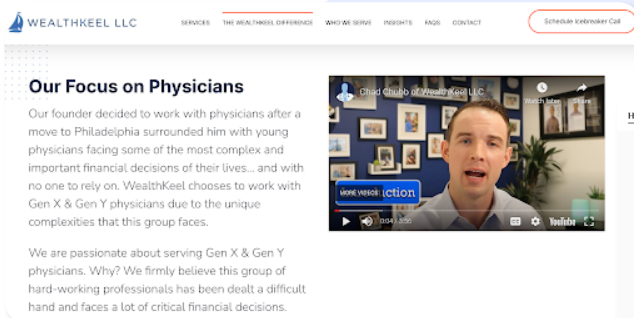 WEALTHKEEL LLC
SERVICES THE WEALTHKEEL DIFFERENCE WHO WE SERVE INSIGHTS FAQS CONTACT
Schedule Icebreaker Call
Our Focus on Physicians
Our founder decided to work with physicians after a
move to Philadelphia surrounded him with young
physicians facing some of the most complex and
important financial decisions of their lives... and with
no one to rely on. WealthKeel chooses to work with
Gen X & Gen Y physicians due to the unique
complexities that this group faces.
We are passionate about serving Gen X & Gen Y
physicians. Why? We firmly believe this group of
hard-working professionals has been dealt a difficult
hand and faces a lot of critical financial decisions.
Chad Chubb of WealthKeel LLC
Watch later Share
MORE VIDEOS
ction
0:04 / 3:56
YouTube
H